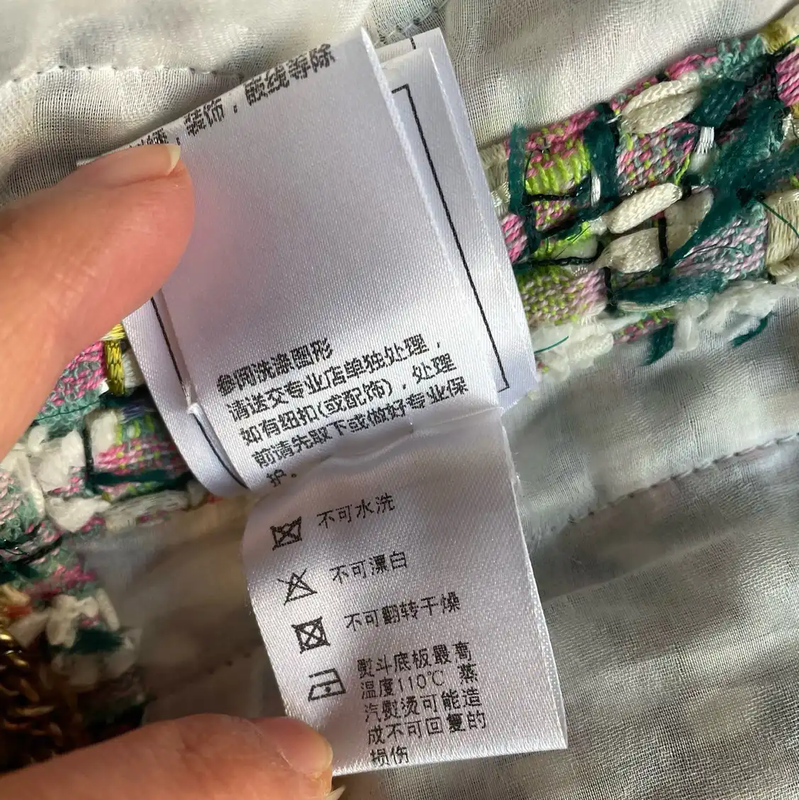 装饰，嵌线等除
参阅洗涤图形
请送交专业店单独处理，
如有纽扣(或配饰)，处理
前请先取下或做好专业保
护。
不可水洗
不可漂白
不可翻转干燥
熨斗底板最高
温度110℃ 蒸
汽熨烫可能造
成不可回复的
损伤